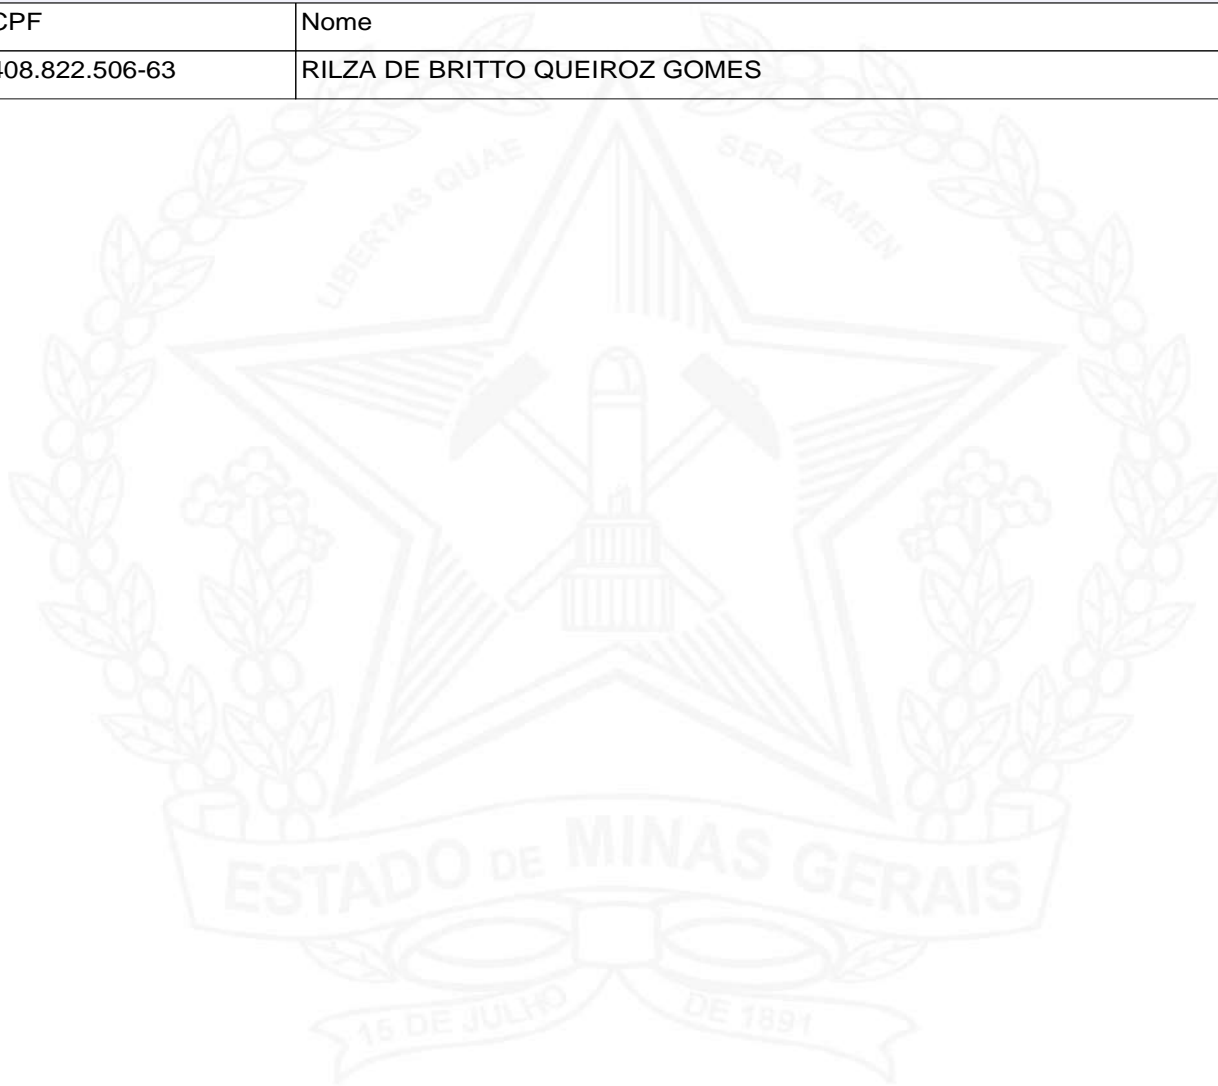 CPF Nome
408.822.506-63 RILZA DE BRITTO QUEIROZ GOMES
LIBERTAS QUAE SERA TAMEN
ESTADO DE MINAS GERAIS
15 DE JULHO DE 1891